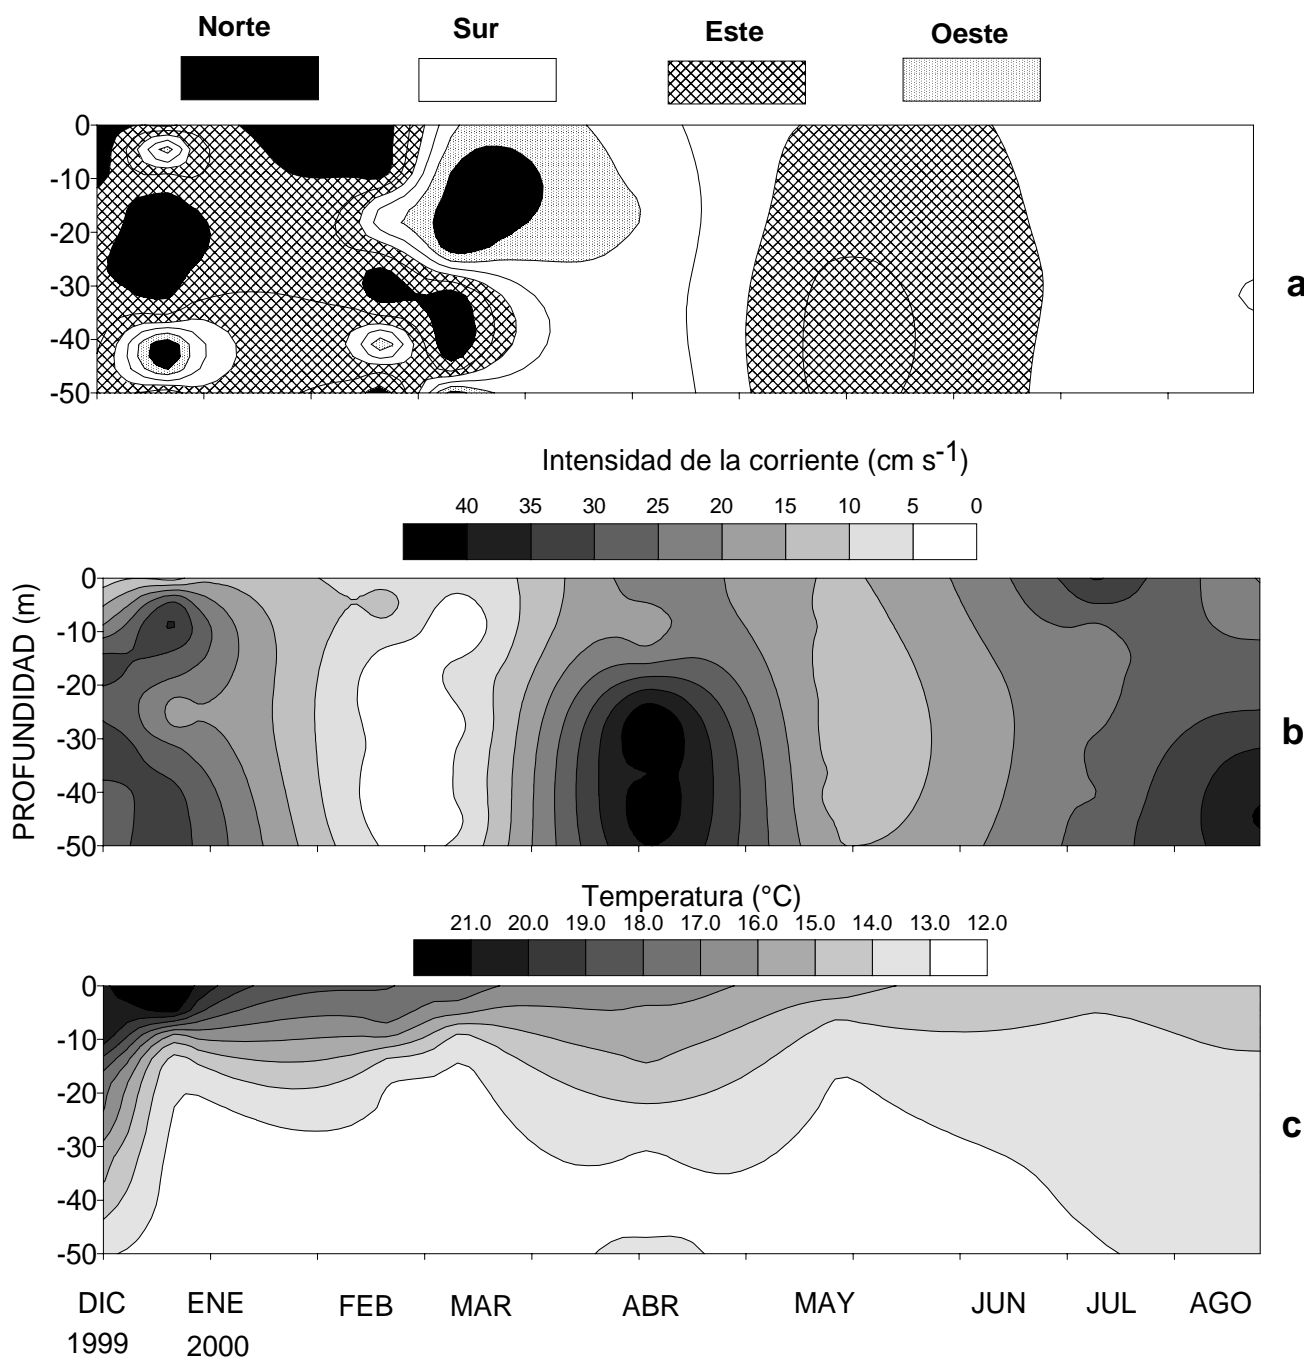 Norte Sur Este Oeste
0
-10
-20
-30
-40
-50
a
Intensidad de la corriente (cm s-1)
40 35 30 25 20 15 10 5 0
PROFUNDIDAD (m)
0
-10
-20
-30
-40
-50
b
Temperatura (°C)
21.0 20.0 19.0 18.0 17.0 16.0 15.0 14.0 13.0 12.0
0
-10
-20
-30
-40
-50
c
DIC ENE FEB MAR ABR MAY JUN JUL AGO
1999 2000